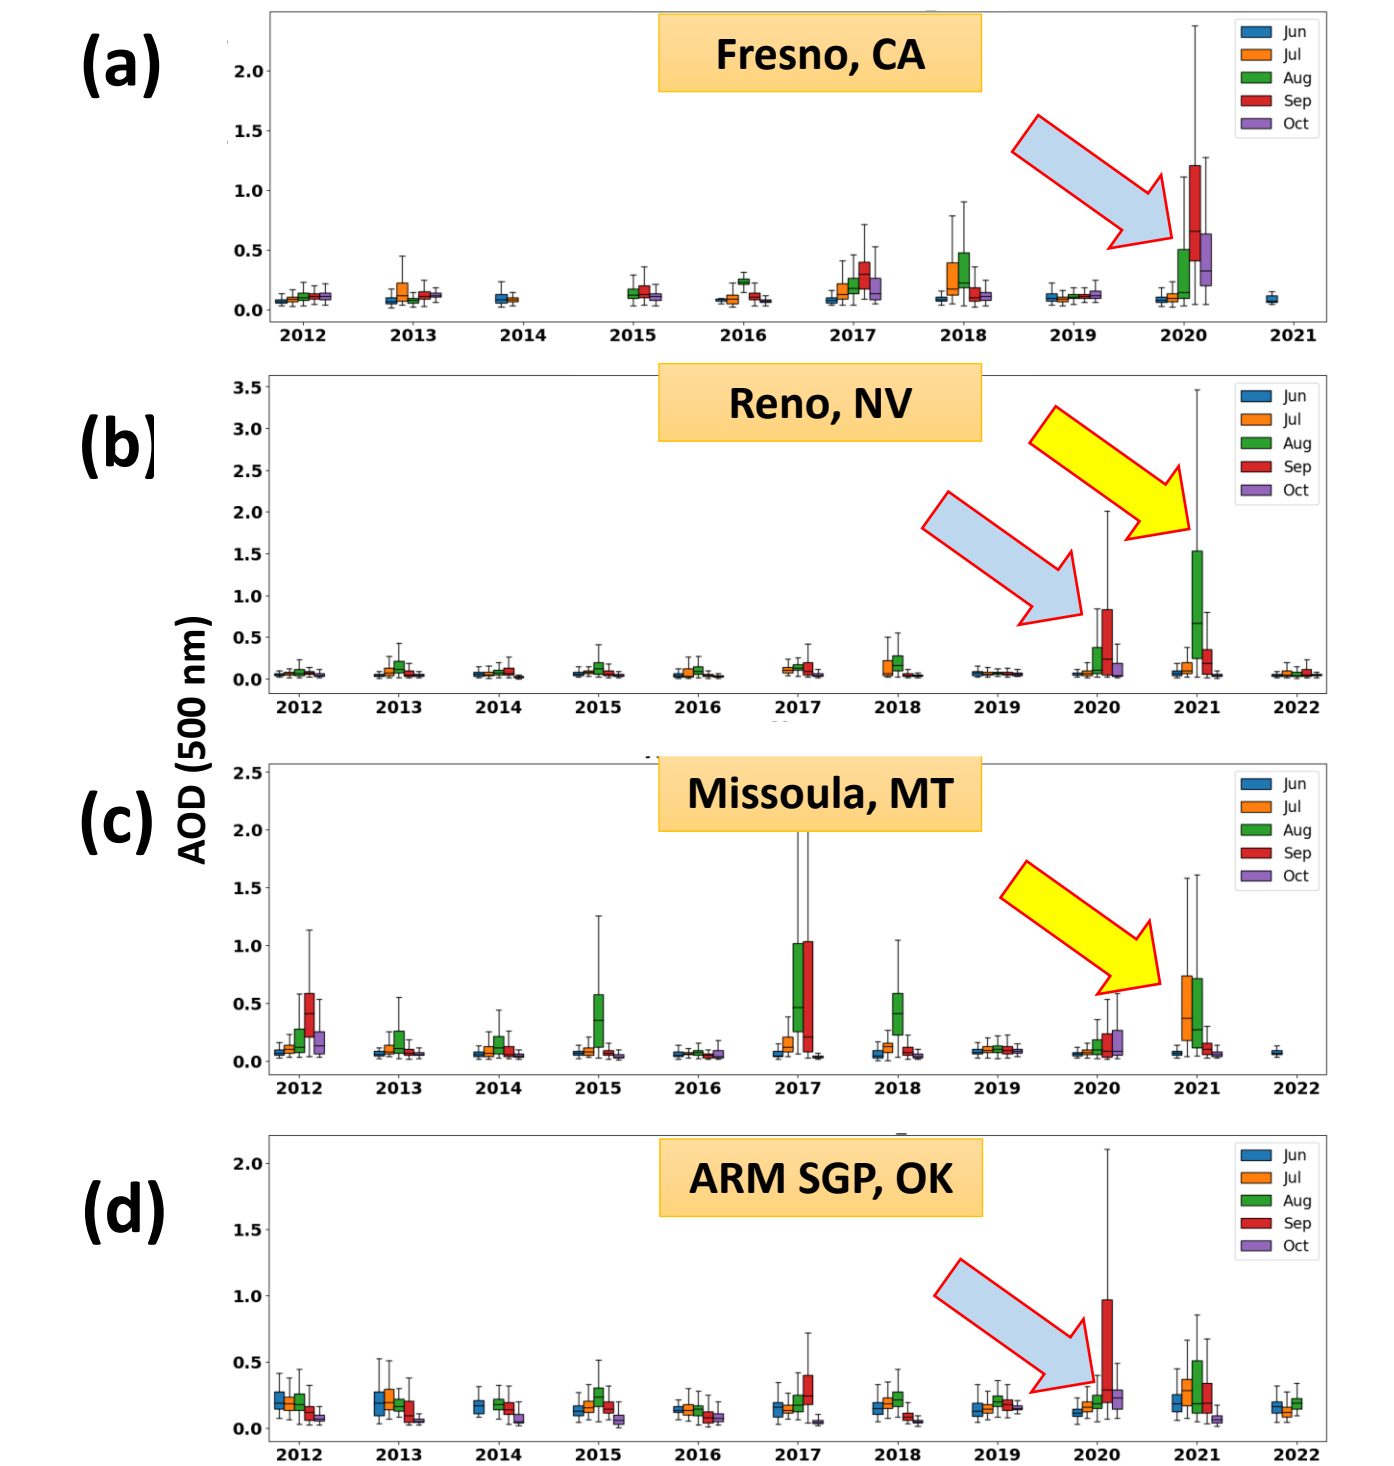 (a)
Fresno, CA
Jun
Jul
Aug
Sep
Oct
2.0
1.5
1.0
0.5
0.0
2012 2013 2014 2015 2016 2017 2018 2019 2020 2021
(b)
Reno, NV
Jun
Jul
Aug
Sep
Oct
3.5
3.0
2.5
2.0
1.5
1.0
0.5
0.0
2012 2013 2014 2015 2016 2017 2018 2019 2020 2021 2022
AOD (500 nm)
(c)
Missoula, MT
Jun
Jul
Aug
Sep
Oct
2.5
2.0
1.5
1.0
0.5
0.0
2012 2013 2014 2015 2016 2017 2018 2019 2020 2021 2022
(d)
ARM SGP, OK
Jun
Jul
Aug
Sep
Oct
2.0
1.5
1.0
0.5
0.0
2012 2013 2014 2015 2016 2017 2018 2019 2020 2021 2022